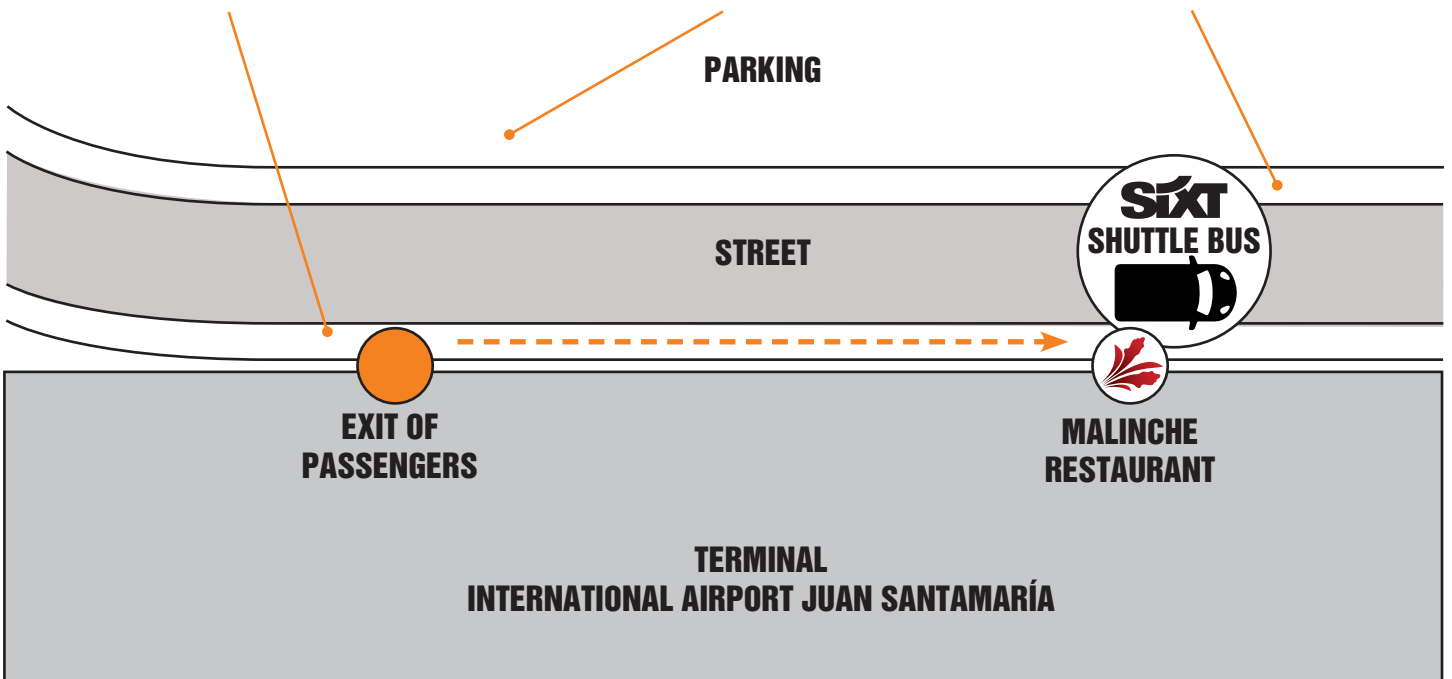 PARKING
SIXT
SHUTTLE BUS
STREET
EXIT OF
PASSENGERS
MALINCHE
RESTAURANT
TERMINAL
INTERNATIONAL AIRPORT JUAN SANTAMARÍA